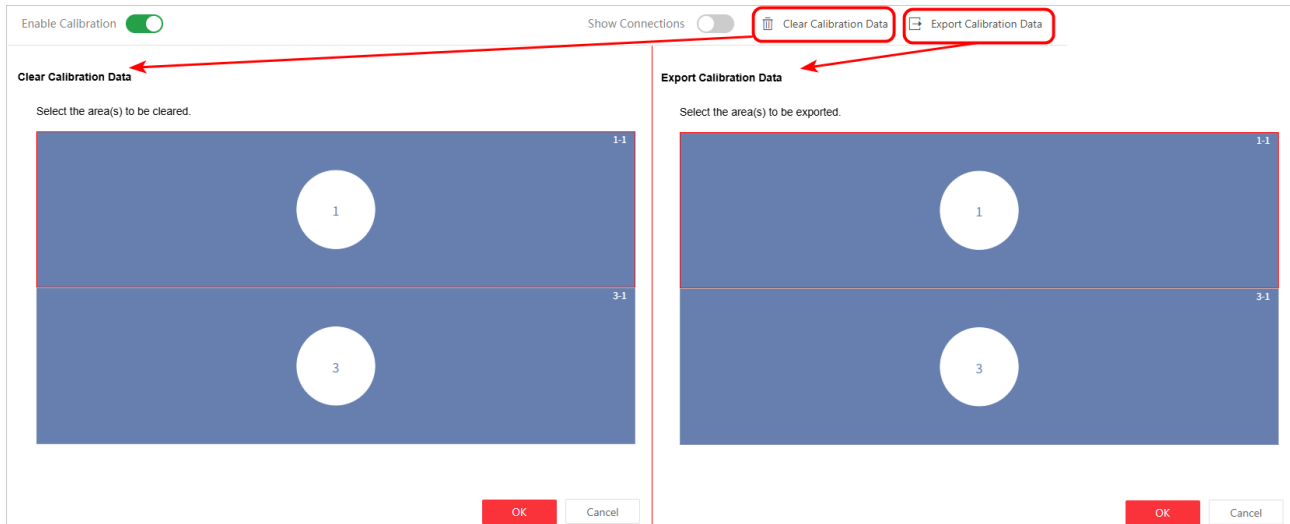 Enable Calibration
Show Connections
Clear Calibration Data
Export Calibration Data
Clear Calibration Data
Select the area(s) to be cleared.
1-1
1
3-1
3
OK
Cancel
Export Calibration Data
Select the area(s) to be exported.
1-1
1
3-1
3
OK
Cancel